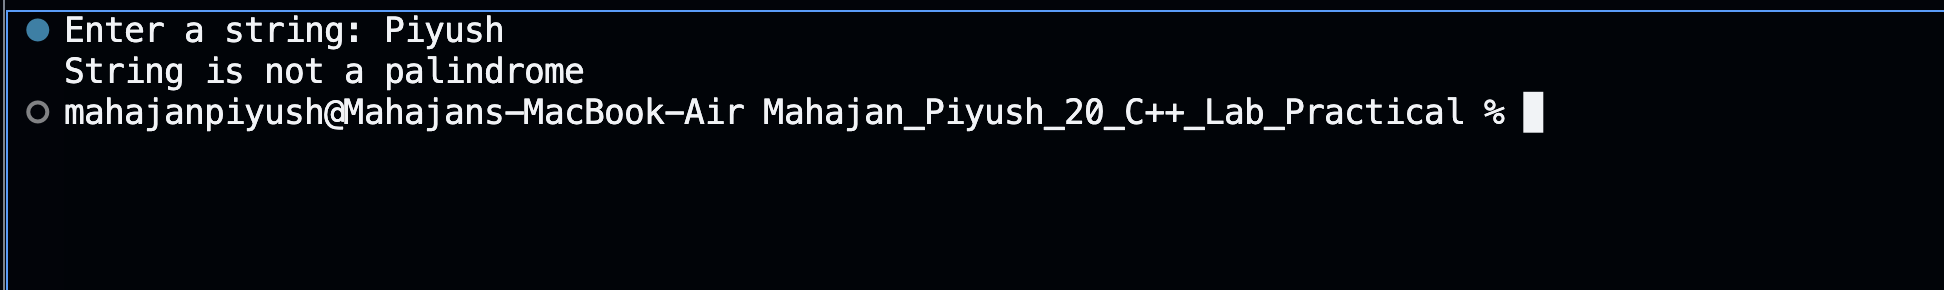 Enter a string: Piyush
String is not a palindrome
mahajanpiyush@Mahajans-MacBook-Air Mahajan_Piyush_20_C++_Lab_Practical %